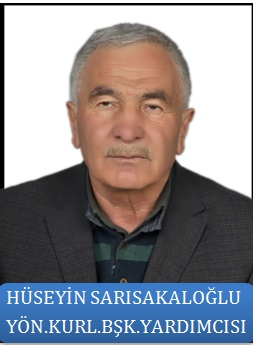 HÜSEYİN SARISAKALOĞLU
YÖN.KURL.BŞK.YARDIMCISI